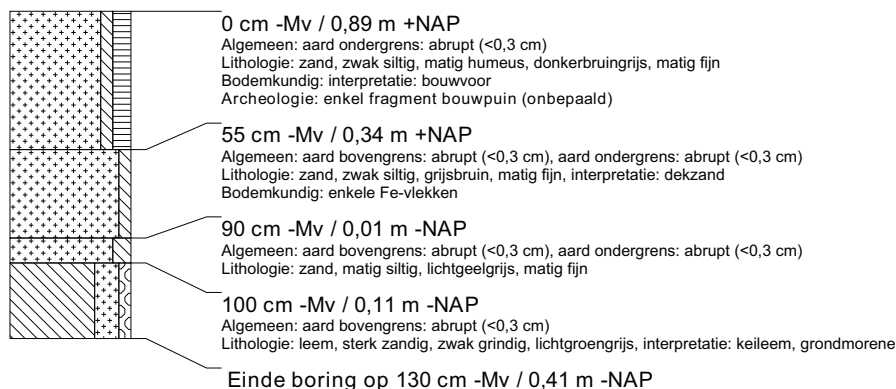 0 cm -Mv / 0,89 m +NAP
Algemeen: aard ondergrens: abrupt (<0,3 cm)
Lithologie: zand, zwak siltig, matig humeus, donkerbruingrijs, matig fijn
Bodemkundig: interpretatie: bouwvoor
Archeologie: enkel fragment bouwpuin (onbepaald)
55 cm -Mv / 0,34 m +NAP
Algemeen: aard bovengrens: abrupt (<0,3 cm), aard ondergrens: abrupt (<0,3 cm)
Lithologie: zand, zwak siltig, grijsbruin, matig fijn, interpretatie: dekzand
Bodemkundig: enkele Fe-vlekken
90 cm -Mv / 0,01 m -NAP
Algemeen: aard bovengrens: abrupt (<0,3 cm), aard ondergrens: abrupt (<0,3 cm)
Lithologie: zand, matig siltig, lichtgeelgrijs, matig fijn
100 cm -Mv / 0,11 m -NAP
Algemeen: aard bovengrens: abrupt (<0,3 cm)
Lithologie: leem, sterk zandig, zwak grindig, lichtgroengrijs, interpretatie: keileem, grondmorene
Einde boring op 130 cm -Mv / 0,41 m -NAP